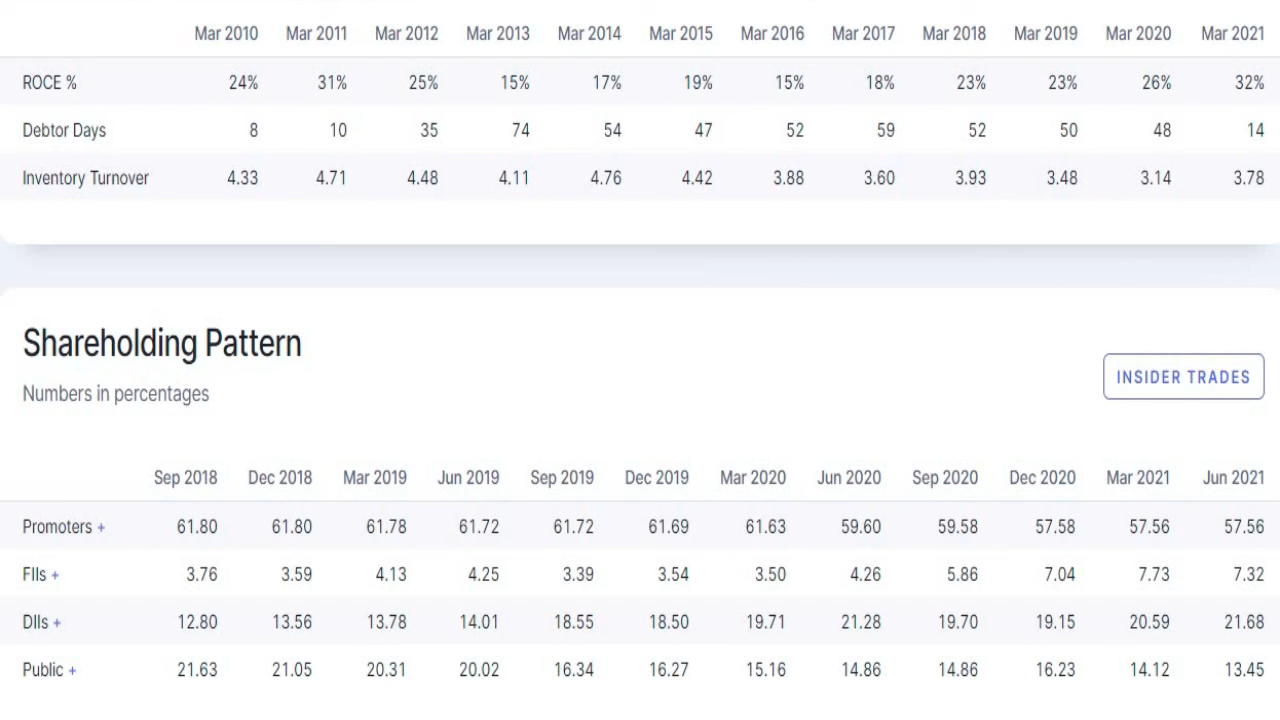 Mar 2010 Mar 2011 Mar 2012 Mar 2013 Mar 2014 Mar 2015 Mar 2016 Mar 2017 Mar 2018 Mar 2019 Mar 2020 Mar 2021
ROCE % 24% 31% 25% 15% 17% 19% 15% 18% 23% 23% 26% 32%
Debtor Days 8 10 35 74 54 47 52 59 52 50 48 14
Inventory Turnover 4.33 4.71 4.48 4.11 4.76 4.42 3.88 3.60 3.93 3.48 3.14 3.78
Shareholding Pattern
INSIDER TRADES
Numbers in percentages
Sep 2018 Dec 2018 Mar 2019 Jun 2019 Sep 2019 Dec 2019 Mar 2020 Jun 2020 Sep 2020 Dec 2020 Mar 2021 Jun 2021
Promoters + 61.80 61.80 61.78 61.72 61.72 61.69 61.63 59.60 59.58 57.58 57.56 57.56
FIIs + 3.76 3.59 4.13 4.25 3.39 3.54 3.50 4.26 5.86 7.04 7.73 7.32
DIIs + 12.80 13.56 13.78 14.01 18.55 18.50 19.71 21.28 19.70 19.15 20.59 21.68
Public + 21.63 21.05 20.31 20.02 16.34 16.27 15.16 14.86 14.86 16.23 14.12 13.45